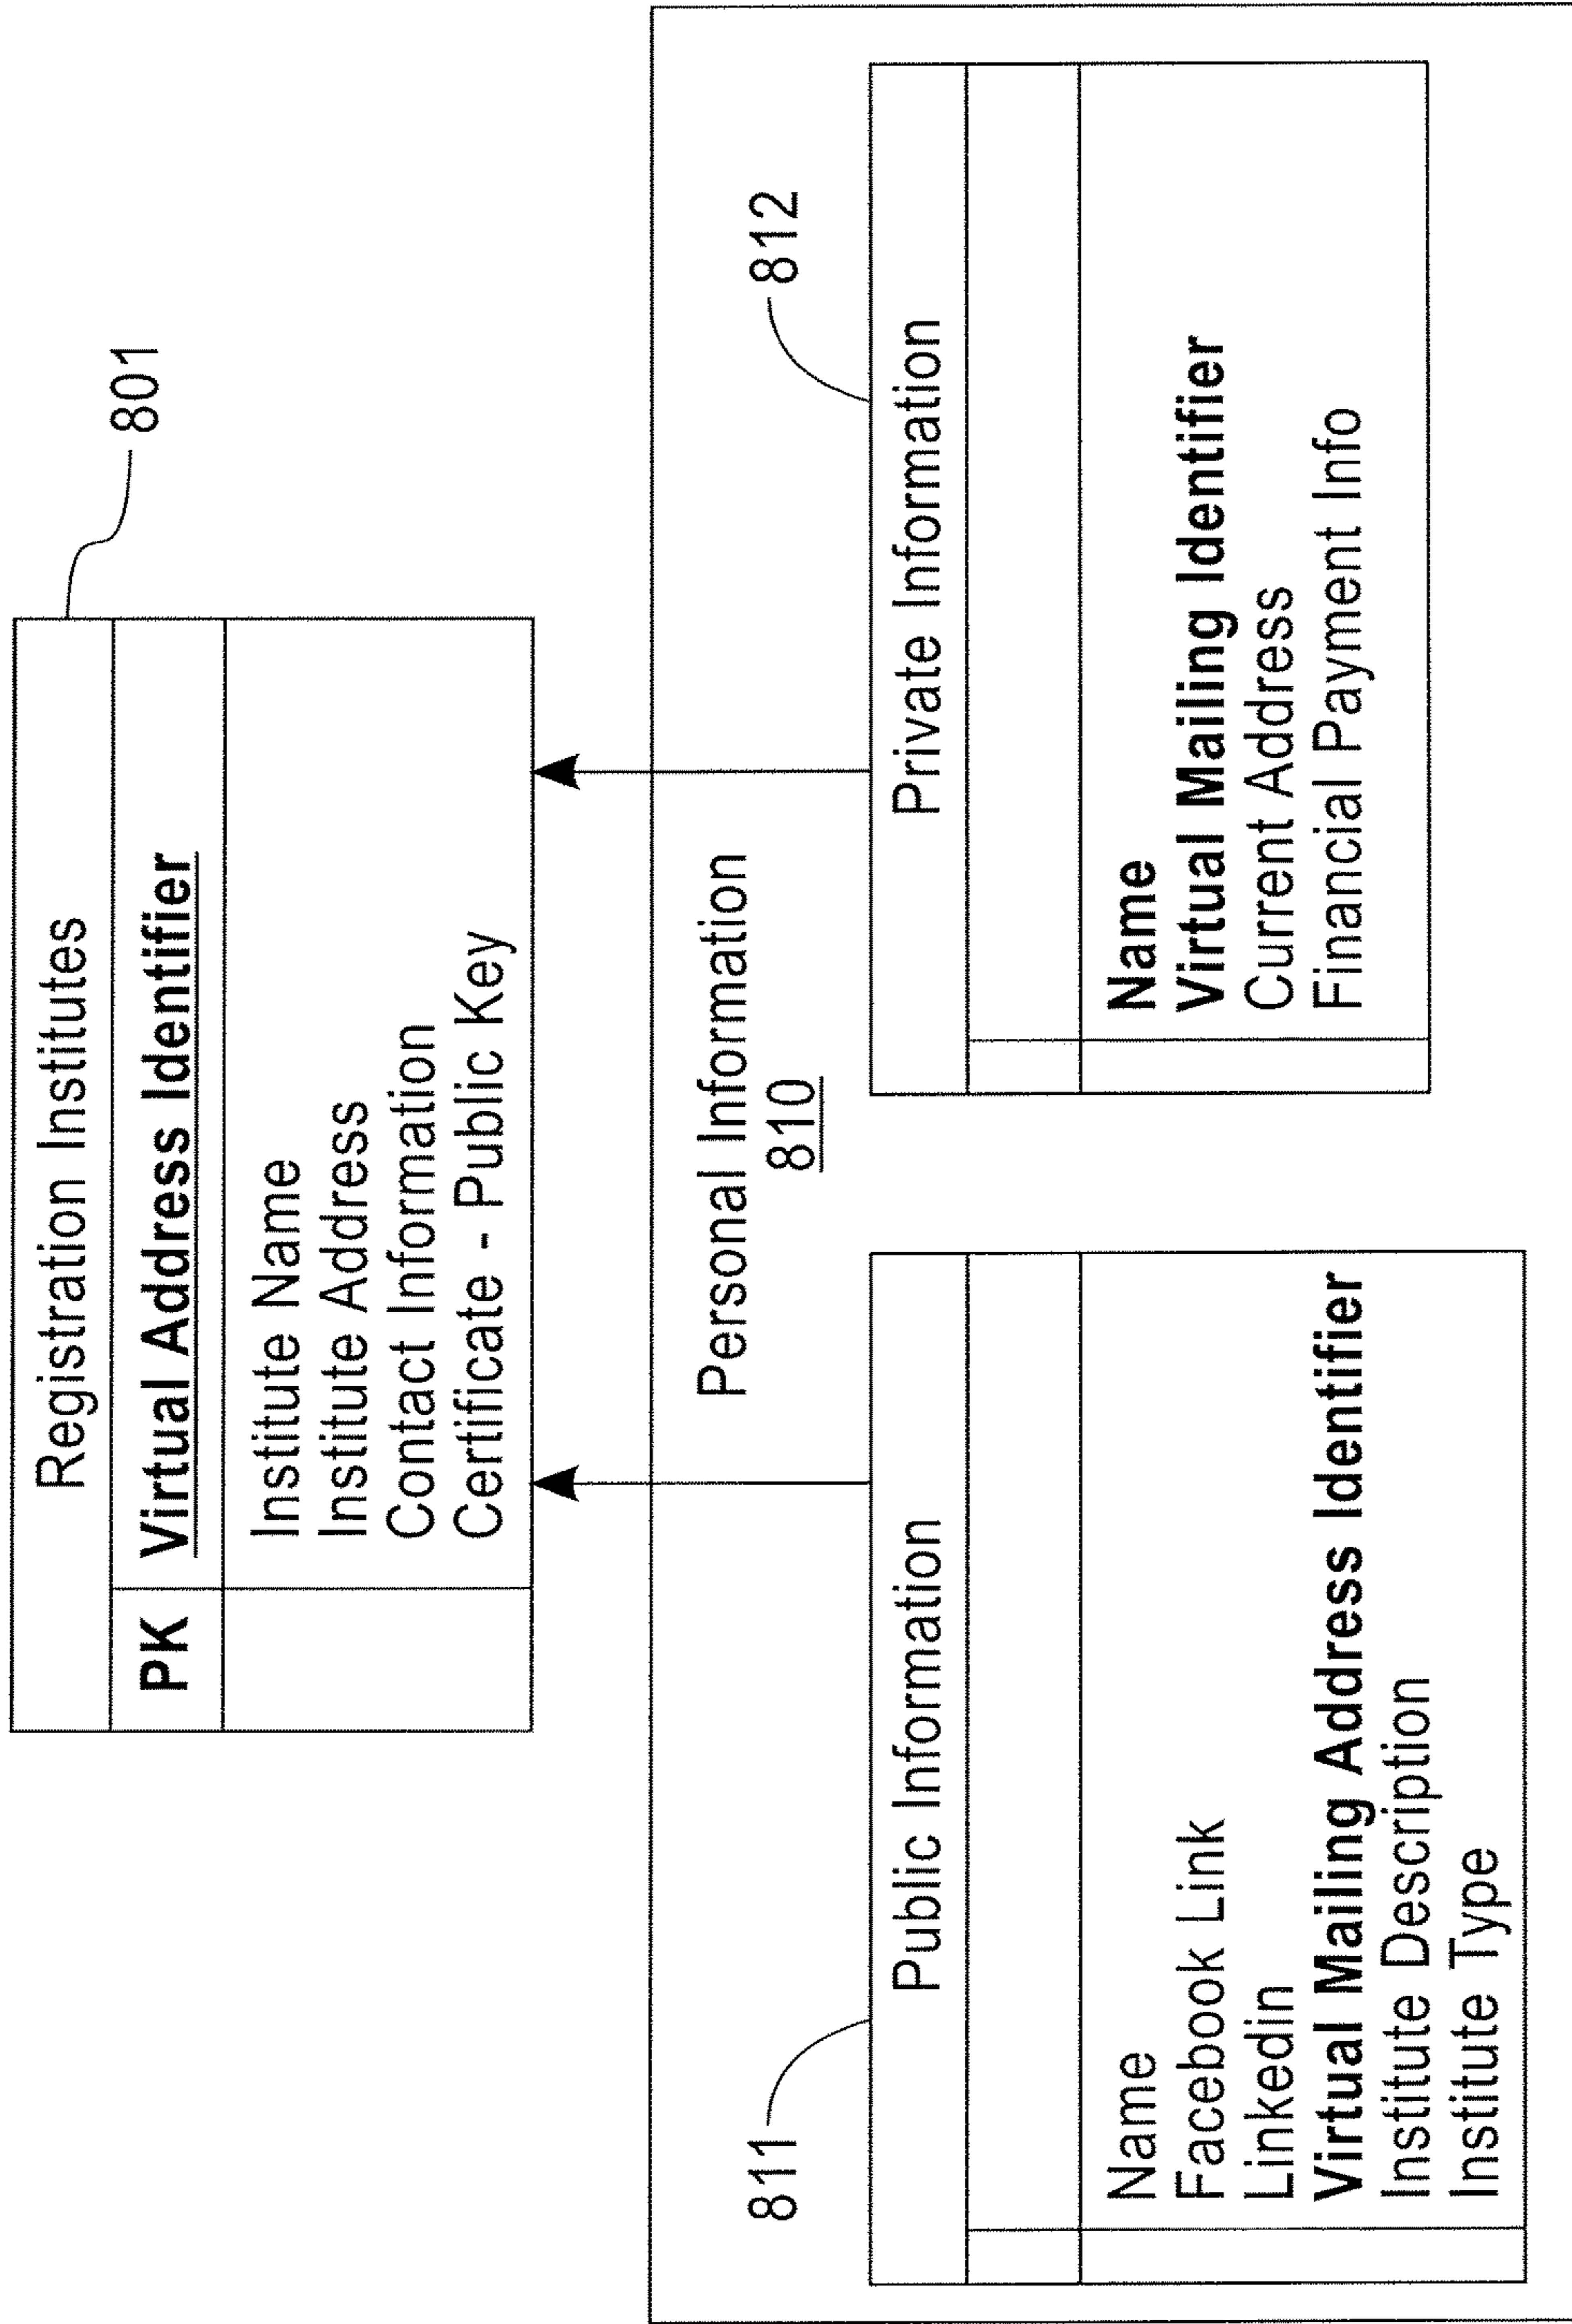 Registration Institutes
801
PK Virtual Address Identifier
Institute Name
Institute Address
Contact Information
Certificate - Public Key
Personal Information
810
811
Public Information
Name
Facebook Link
Linkedin
Virtual Mailing Address Identifier
Institute Description
Institute Type
812
Private Information
Name
Virtual Mailing Identifier
Current Address
Financial Payment Info